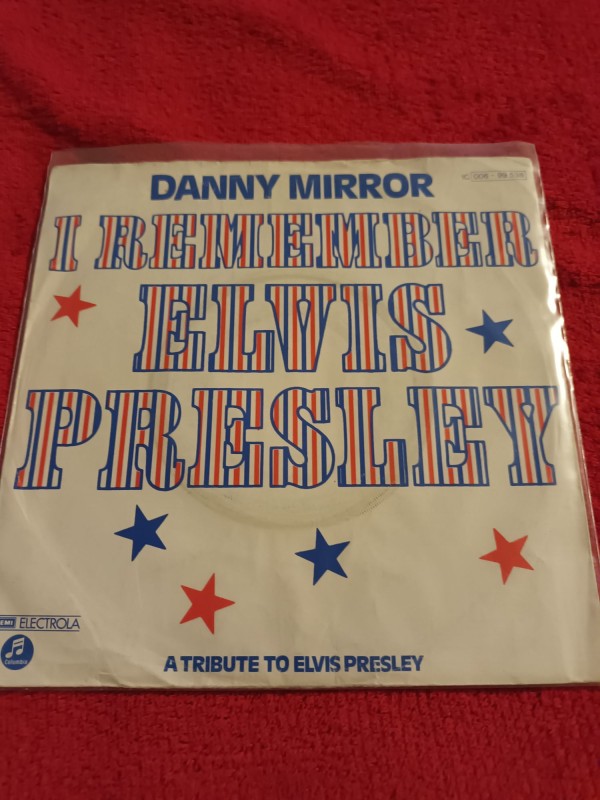 DANNY MIRROR
I REMEMBER
ELVIS
PRESLEY
EMI ELECTROLA
Columbia
A TRIBUTE TO ELVIS PRESLEY